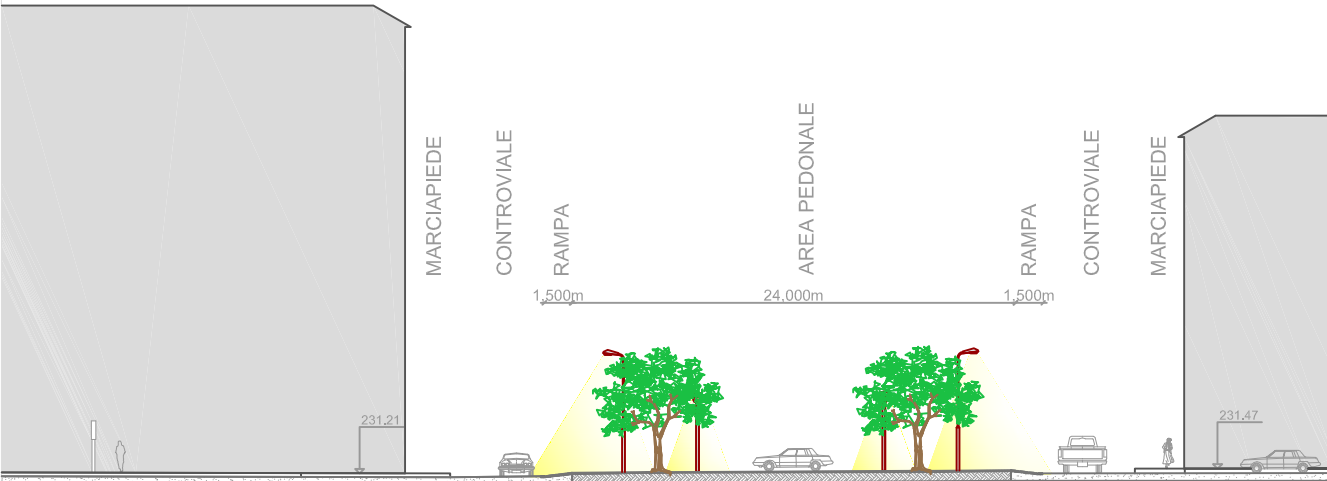 MARCIAPIEDE
CONTROVIALE
RAMPA
AREA PEDONALE
RAMPA
CONTROVIALE
MARCIAPIEDE
1,500m
24,000m
1,500m
231.21
231.47